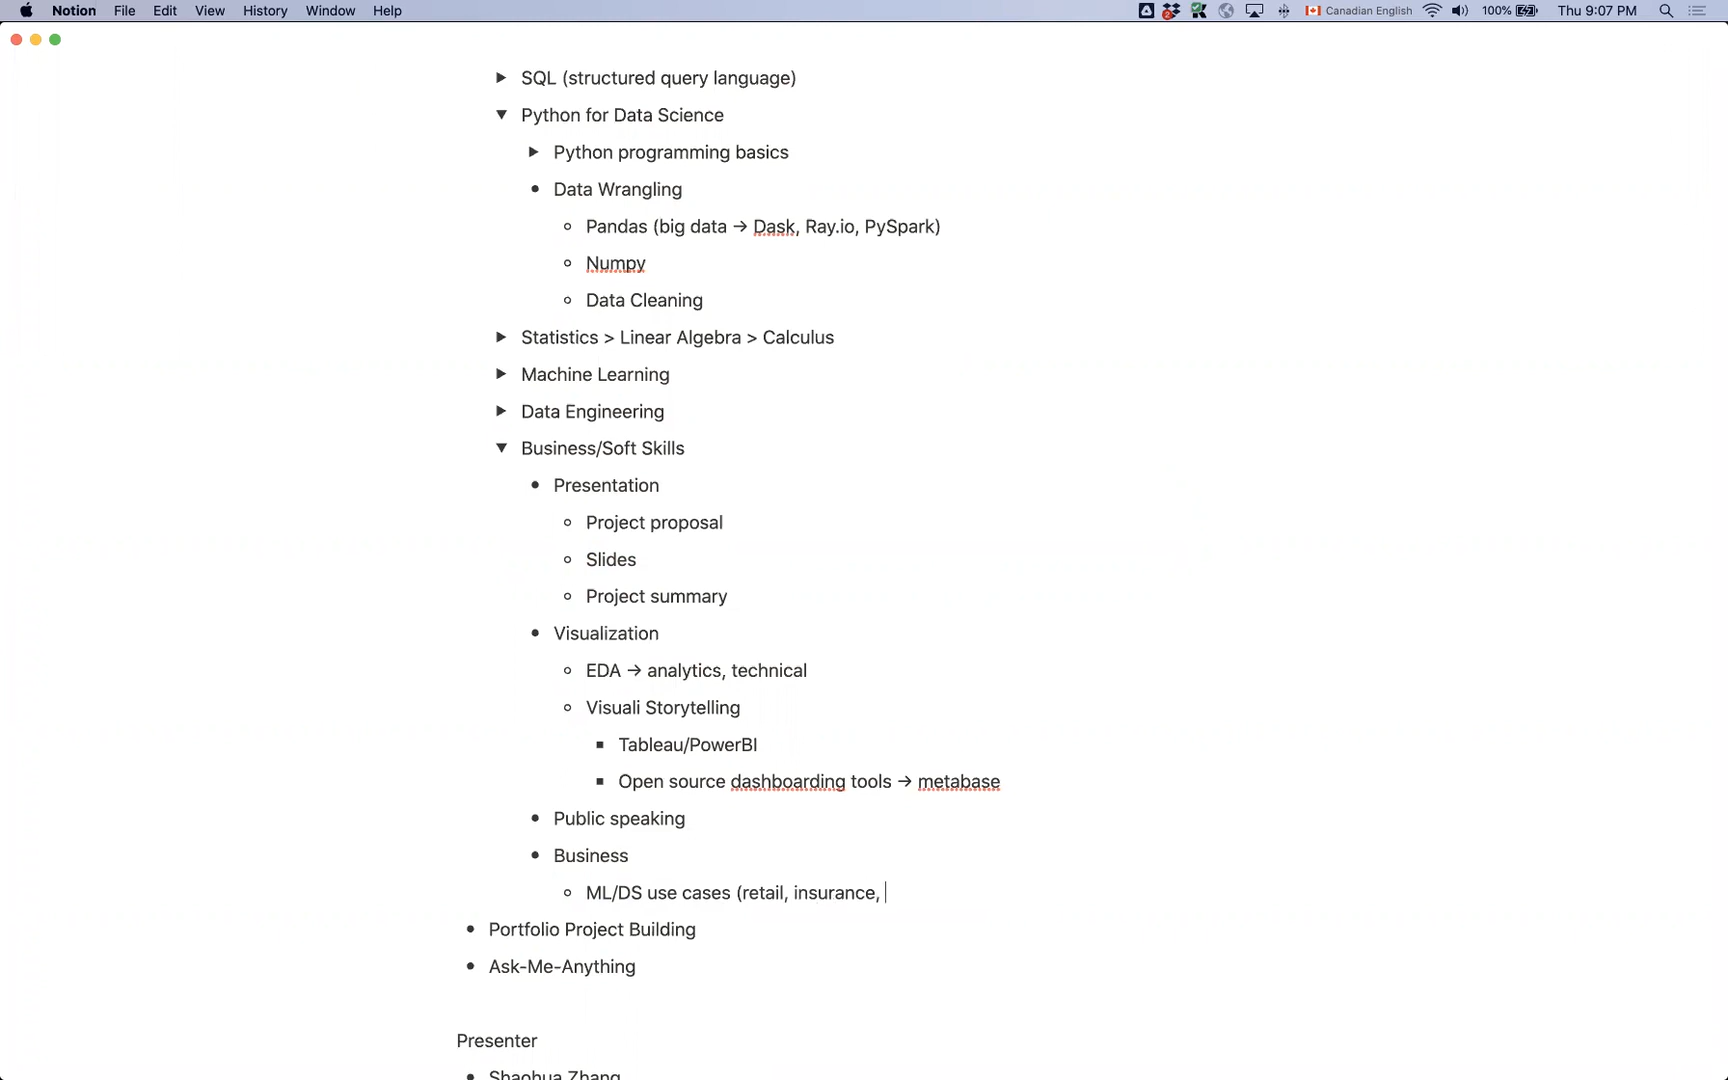 Notion File Edit View History Window Help 2 Canadian English 100% Thu 9:07 PM
SQL (structured query language)
Python for Data Science
Python programming basics
Data Wrangling
Pandas (big data → Dask, Ray.io, PySpark)
Numpy
Data Cleaning
Statistics > Linear Algebra > Calculus
Machine Learning
Data Engineering
Business/Soft Skills
Presentation
Project proposal
Slides
Project summary
Visualization
EDA → analytics, technical
Visuali Storytelling
Tableau/PowerBI
Open source dashboarding tools → metabase
Public speaking
Business
ML/DS use cases (retail, insurance,
Portfolio Project Building
Ask-Me-Anything
Presenter
Shaohua Zhang